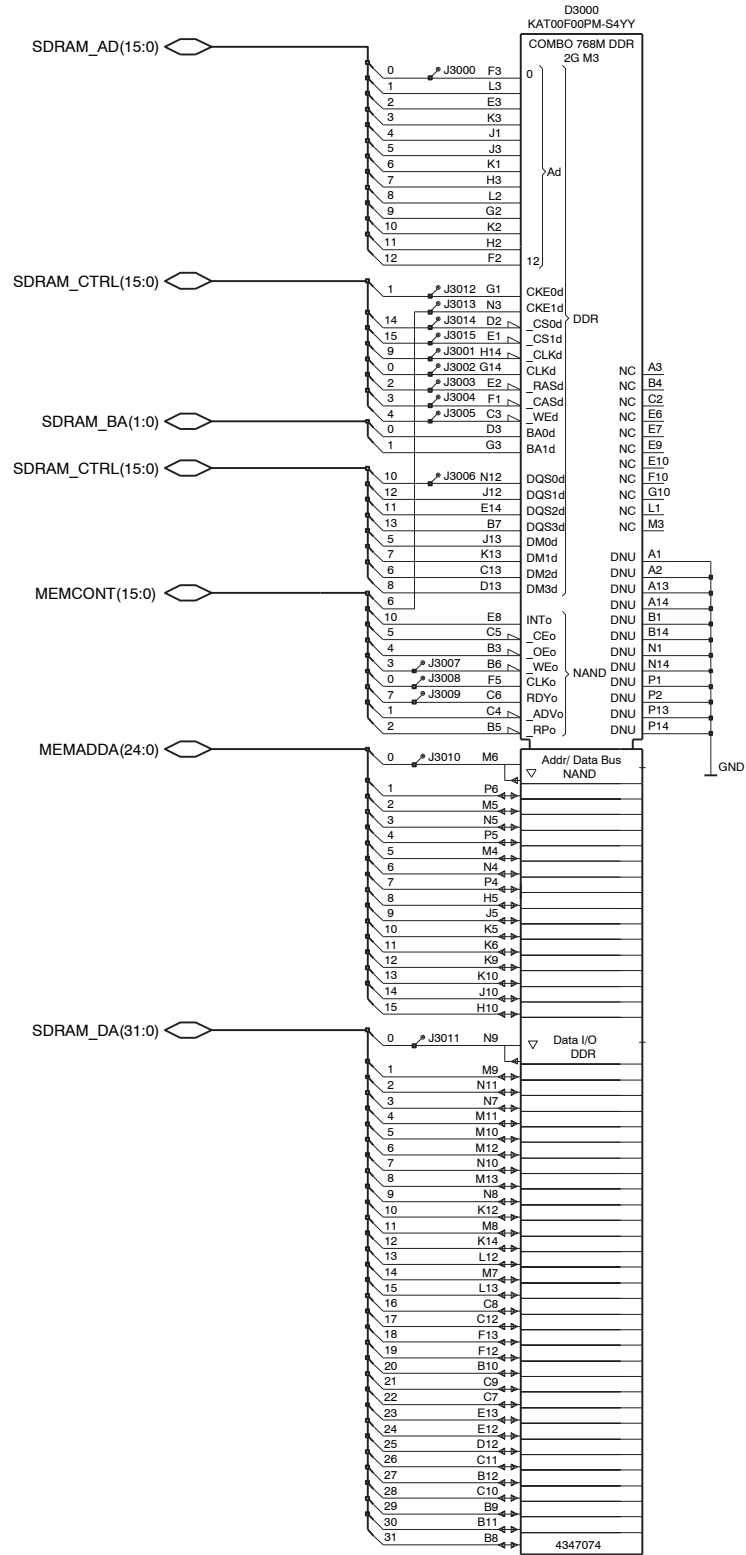 D3000
KAT00F00PM-S4YY
SDRAM_AD(15:0)
COMBO 768M DDR
2G M3
0 J3000 F3 0
1 L3
2 E3
3 K3
4 J1
5 J3
6 K1
Ad
7 H3
8 L2
9 G2
10 K2
11 H2
12 F2 12
SDRAM_CTRL(15:0)
1 J3012 G1 CKE0d
J3013 N3 CKE1d
14 J3014 D2 _CS0d
DDR
15 J3015 E1 _CS1d
9 J3001 H14 _CLKd
0 J3002 G14 CLKd NC A3
2 J3003 E2 _RASd NC B4
3 J3004 F1 _CASd NC C2
4 J3005 C3 _WEd NC E6
SDRAM_BA(1:0)
0 D3 BA0d NC E7
1 G3 BA1d NC E9
NC E10
SDRAM_CTRL(15:0)
10 J3006 N12 DQS0d NC F10
12 J12 DQS1d NC G10
11 E14 DQS2d NC L1
13 B7 DQS3d NC M3
5 J13 DM0d
7 K13 DM1d DNU A1
6 C13 DM2d DNU A2
8 D13 DM3d DNU A13
MEMCONT(15:0)
6 DNU A14
10 E8 INTo DNU B1
5 C5 _CEo DNU B14
4 B3 _OEo DNU N1
3 J3007 B6 _WEo DNU N14
NAND
0 J3008 F5 CLKo DNU P1
7 J3009 C6 RDYo DNU P2
1 C4 _ADVo DNU P13
2 B5 _RPo DNU P14
GND
MEMADDA(24:0)
0 J3010 M6 Addr/ Data Bus
NAND
1 P6
2 M5
3 N5
4 P5
5 M4
6 N4
7 P4
8 H5
9 J5
10 K5
11 K6
12 K9
13 K10
14 J10
15 H10
SDRAM_DA(31:0)
0 J3011 N9 Data I/O
DDR
1 M9
2 N11
3 N7
4 M11
5 M10
6 M12
7 N10
8 M13
9 N8
10 K12
11 M8
12 K14
13 L12
14 M7
15 L13
16 C8
17 C12
18 F13
19 F12
20 B10
21 C9
22 C7
23 E13
24 E12
25 D12
26 C11
27 B12
28 C10
29 B9
30 B11
31 B8
4347074